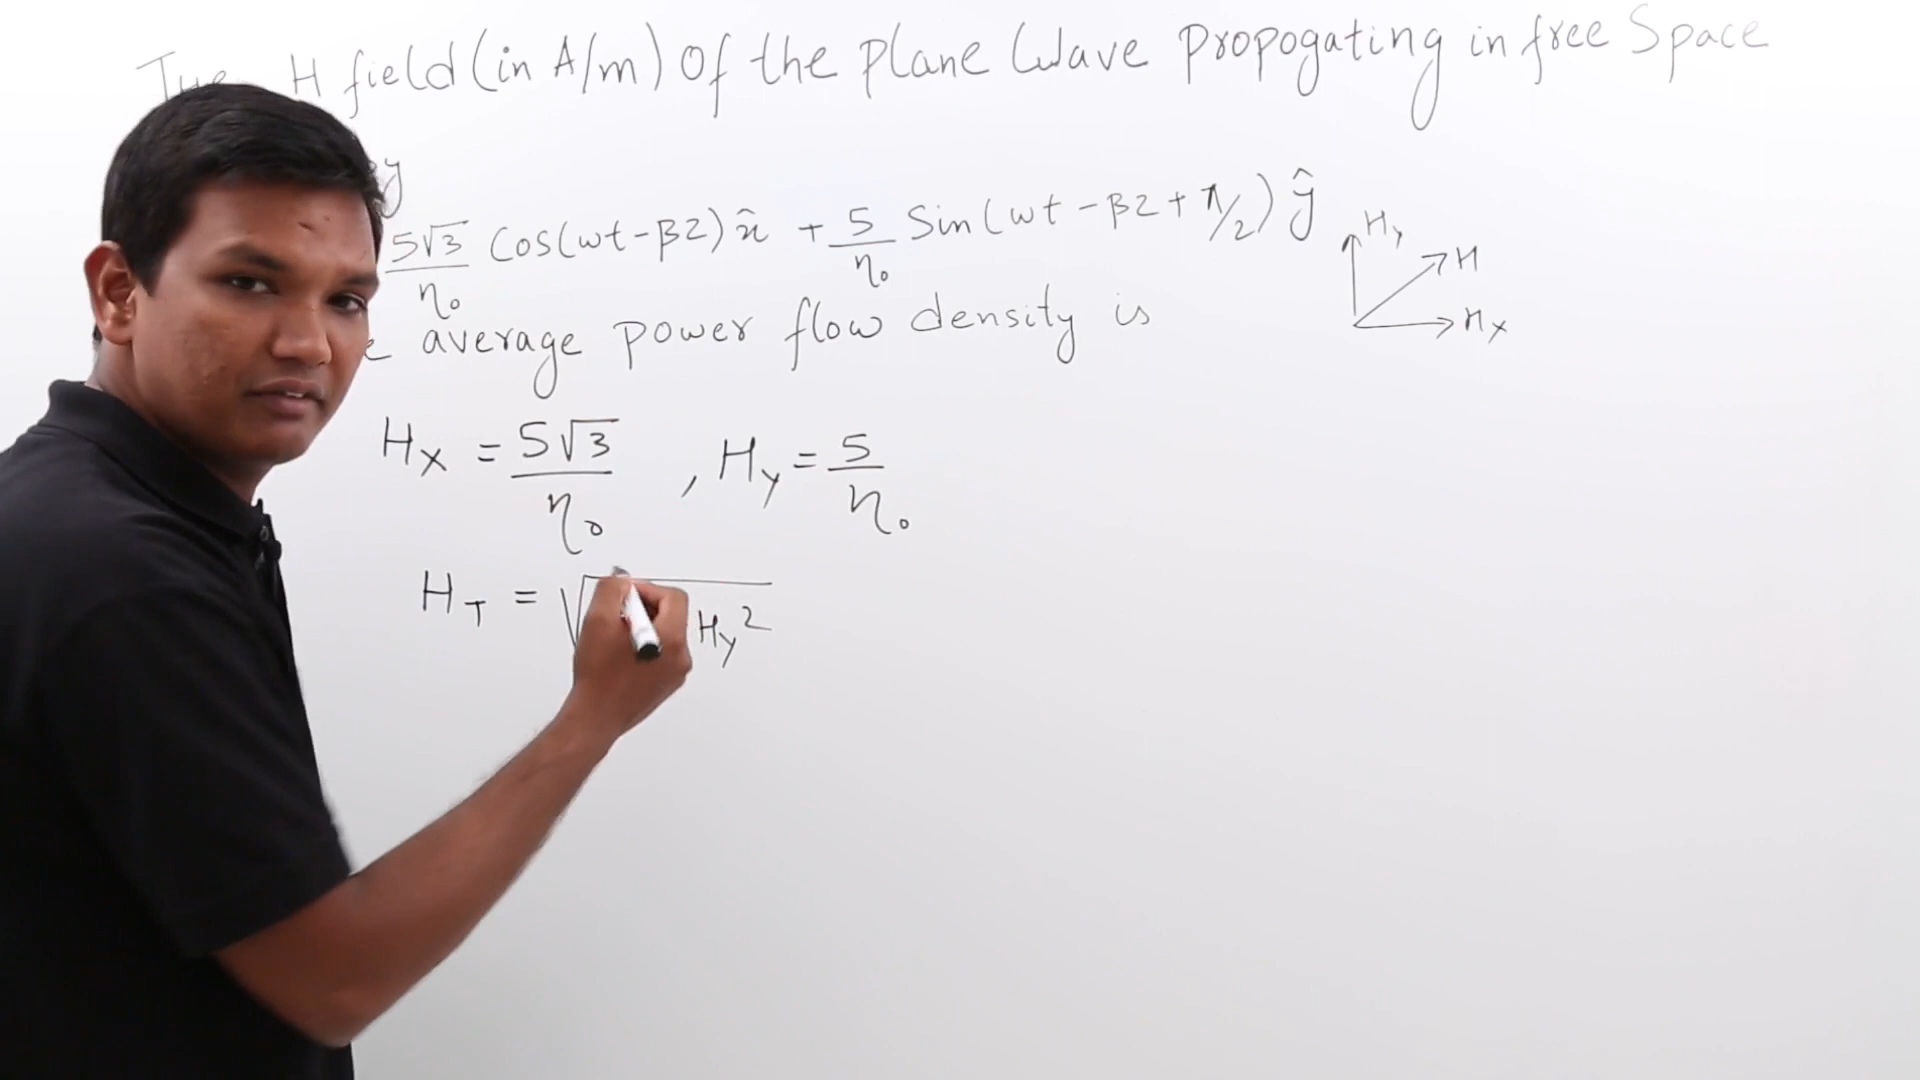 H field (in A/m) Of the plane Wave propogating in free Space
y
5√3/η₀ Cos(ωt-βz) x̂ + 5/η₀ Sin(ωt-βz+π/2) ŷ
average power flow density is
Hy
H
Hx
Hx = 5√3/η₀ , Hy = 5/η₀
H_T = √ Hy²